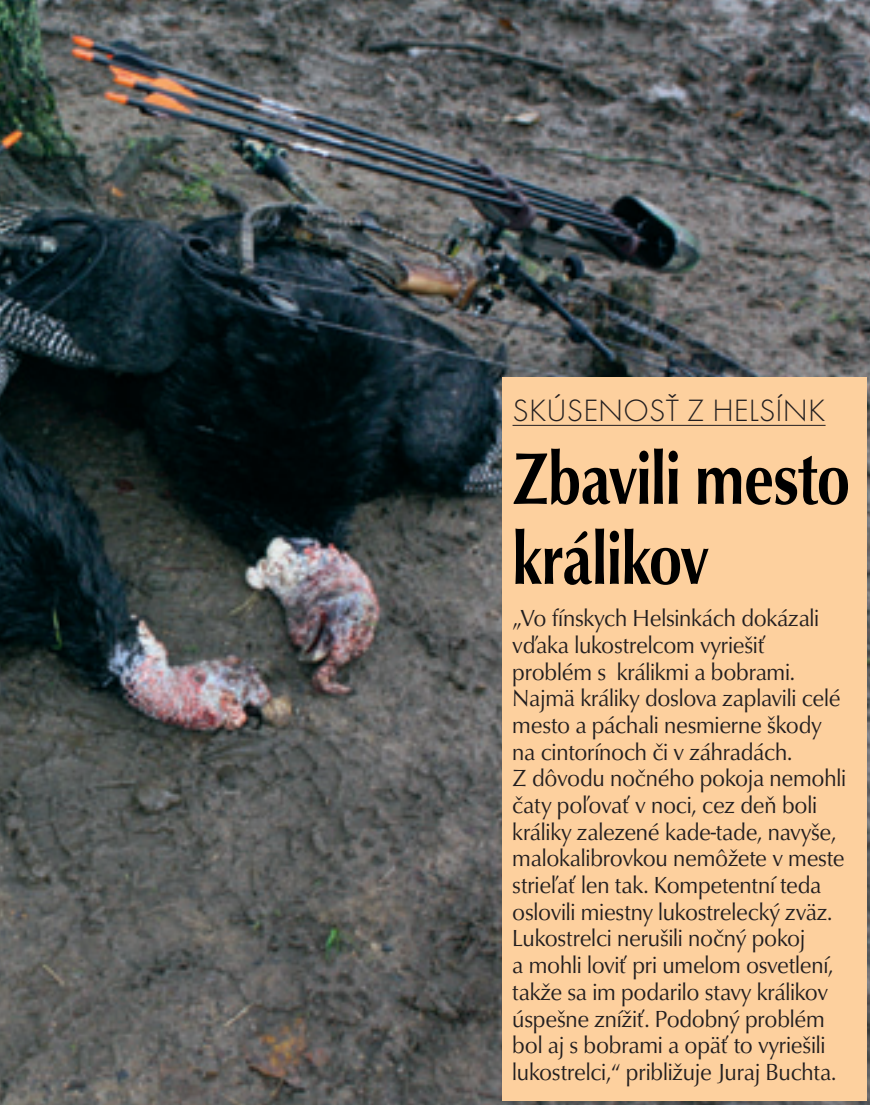 SKÚSENOSŤ Z HELSÍNK
Zbavili mesto
králikov
„Vo fínskych Helsinkách dokázali
vďaka lukostrelcom vyriešiť
problém s králikmi a bobrami.
Najmä králiky doslova zaplavili celé
mesto a páchali nesmierne škody
na cintorínoch či v záhradách.
Z dôvodu nočného pokoja nemohli
čaty poľovať v noci, cez deň boli
králiky zalezené kade-tade, navyše,
malokalibrovkou nemôžete v meste
strieľať len tak. Kompetentní teda
oslovili miestny lukostrelecký zväz.
Lukostrelci nerušili nočný pokoj
a mohli loviť pri umelom osvetlení,
takže sa im podarilo stavy králikov
úspešne znížiť. Podobný problém
bol aj s bobrami a opäť to vyriešili
lukostrelci,“ približuje Juraj Buchta.